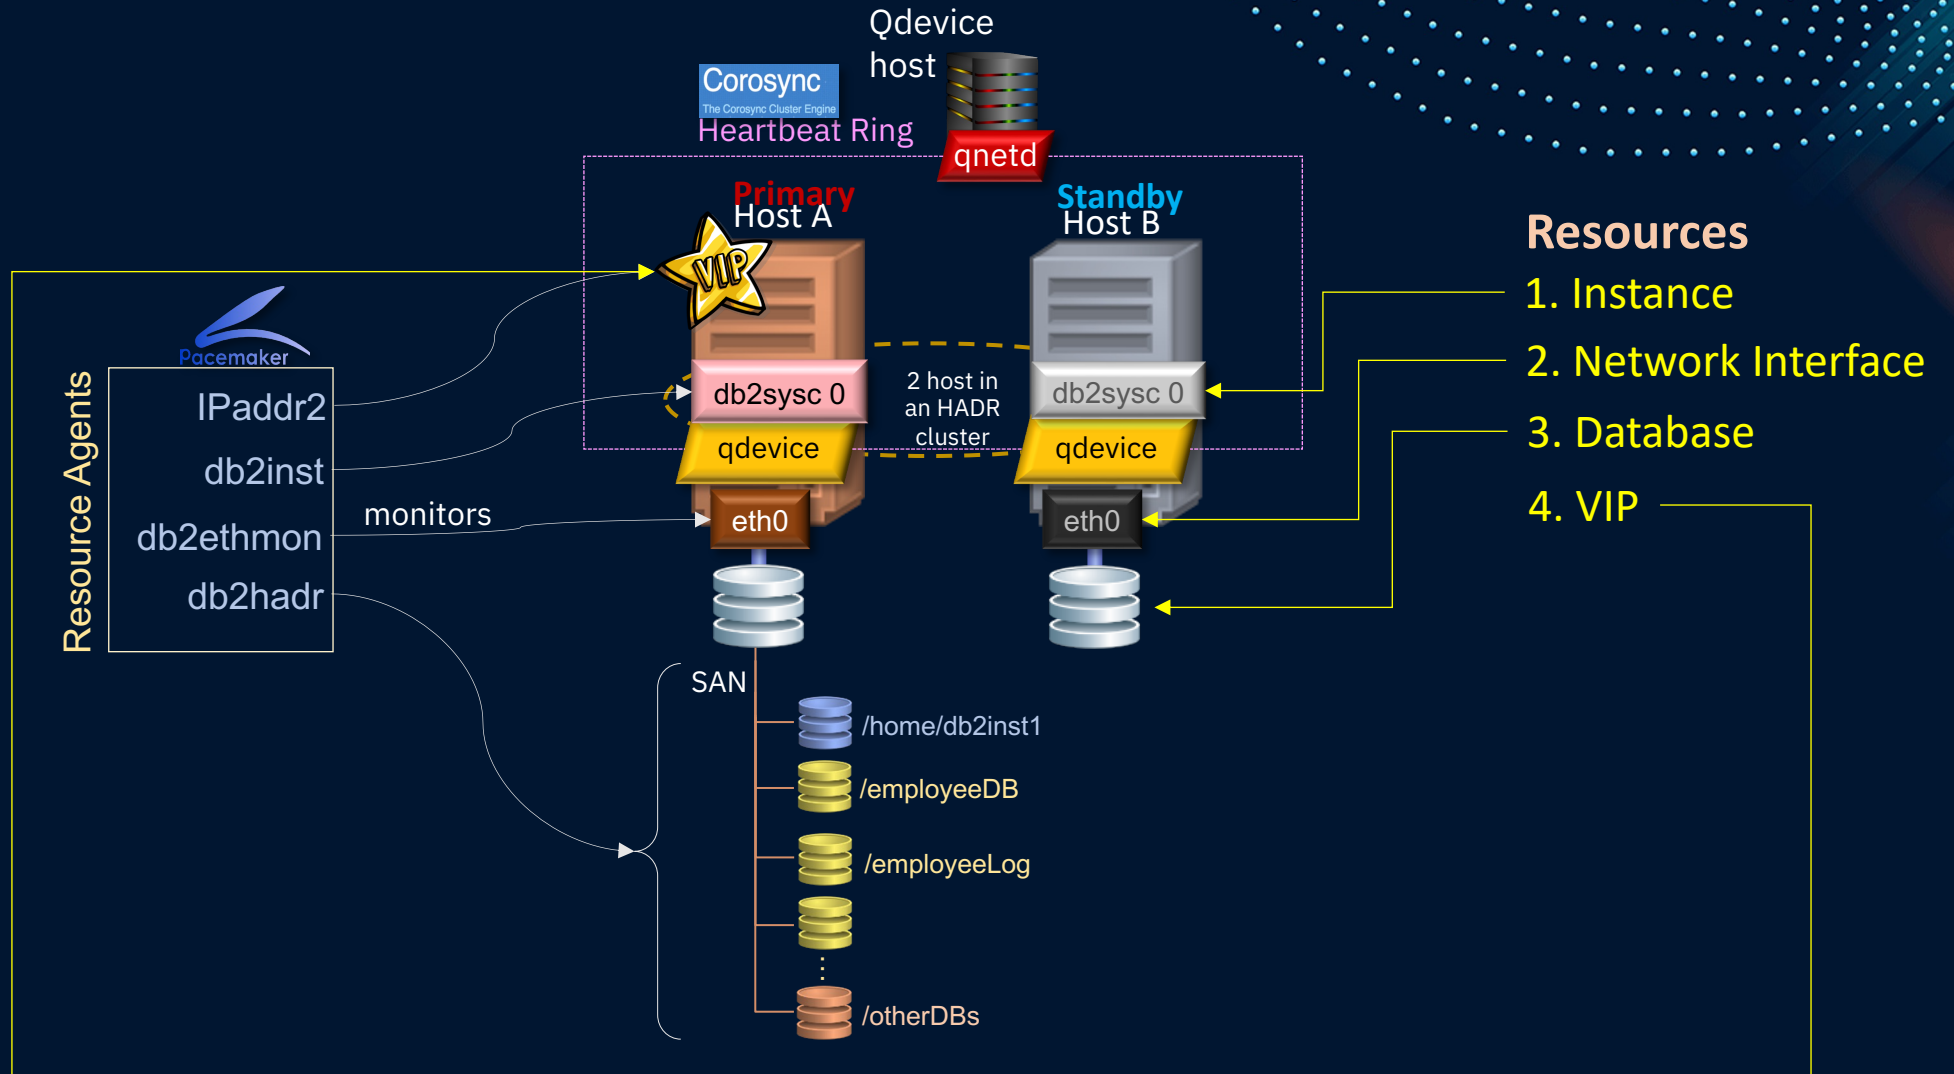 Qdevice
host
Corosync
The Corosync Cluster Engine
Heartbeat Ring
qnetd
Primary
Host A
Standby
Host B
VIP
Resources
1. Instance
2. Network Interface
3. Database
4. VIP
Pacemaker
Resource Agents
IPaddr2
db2inst
db2ethmon
db2hadr
monitors
db2sysc 0
qdevice
eth0
2 host in
an HADR
cluster
db2sysc 0
qdevice
eth0
SAN
/home/db2inst1
/employeeDB
/employeeLog
/otherDBs